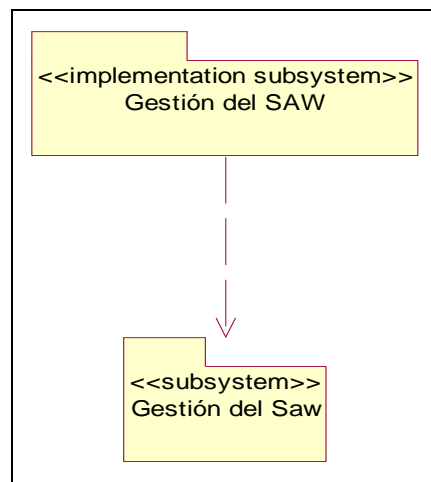 <<implementation subsystem>>
Gestión del SAW
<<subsystem>>
Gestión del Saw